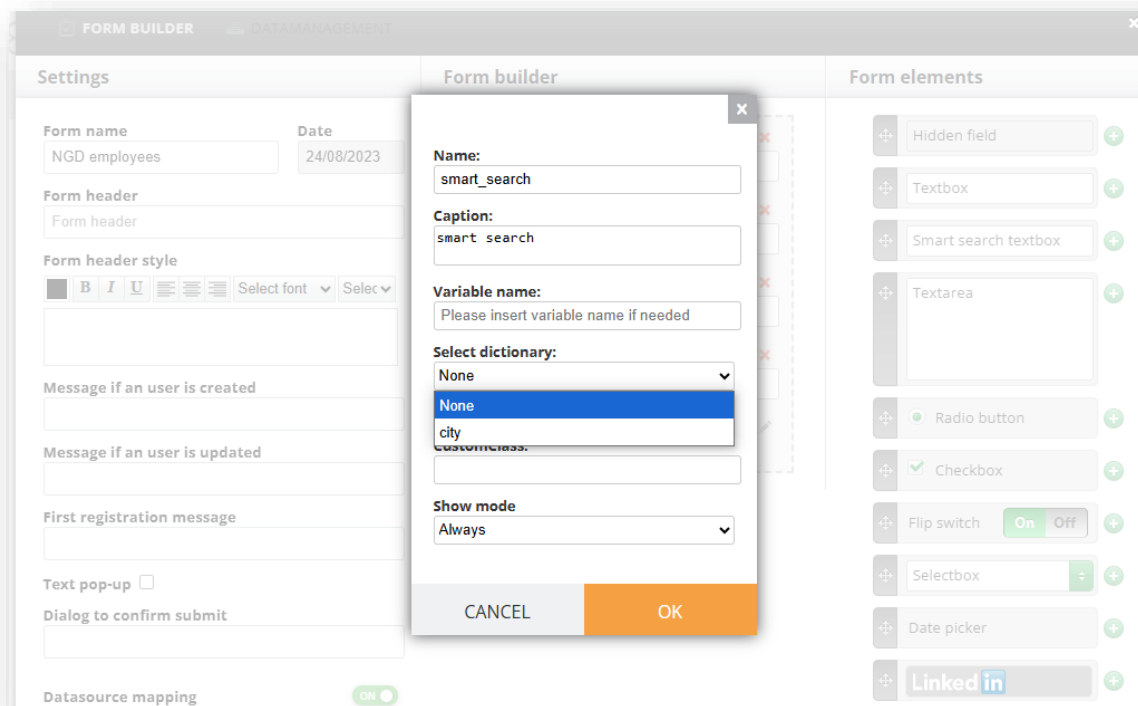 FORM BUILDER DATAMANAGEMENT
Settings
Form name Date
NGD employees 24/08/2023
Form header
Form header
Form header style
B I U Select font Selec
Message if an user is created
Message if an user is updated
First registration message
Text pop-up
Dialog to confirm submit
Datasource mapping ON
Form builder
x
Name:
smart_search
Caption:
smart search
Variable name:
Please insert variable name if needed
Select dictionary:
None
None
city
CustomClass:
Show mode
Always
CANCEL OK
Form elements
Hidden field
Textbox
Smart search textbox
Textarea
Radio button
Checkbox
Flip switch On Off
Selectbox
Date picker
Linked in